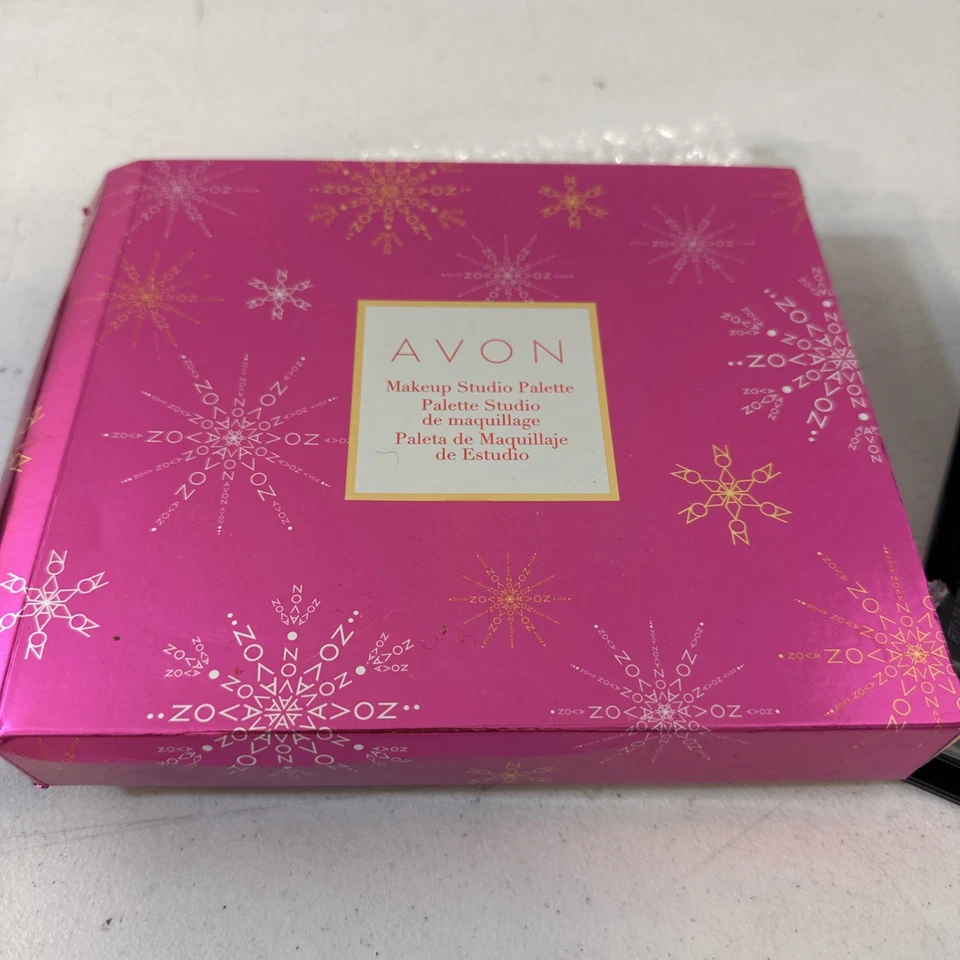 AVON
Makeup Studio Palette
Palette Studio
de maquillage
Paleta de Maquillaje
de Estudio